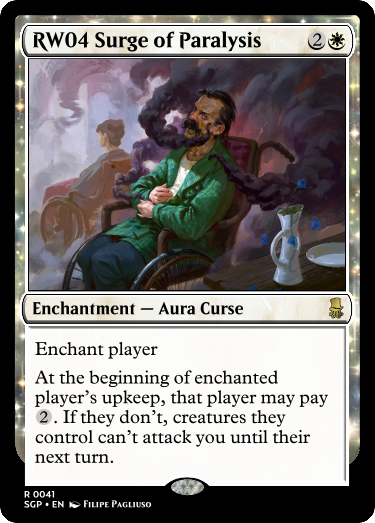 RW04 Surge of Paralysis 2
Enchantment — Aura Curse
Enchant player
At the beginning of enchanted
player's upkeep, that player may pay
2. If they don't, creatures they
control can't attack you until their
next turn.
R 0041
SGP • EN Filipe Pagliuso